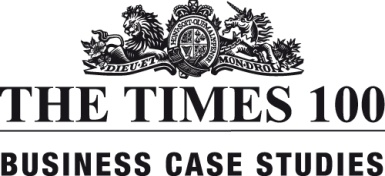 DIEU·ET MON·DROIT
THE TIMES 100
BUSINESS CASE STUDIES